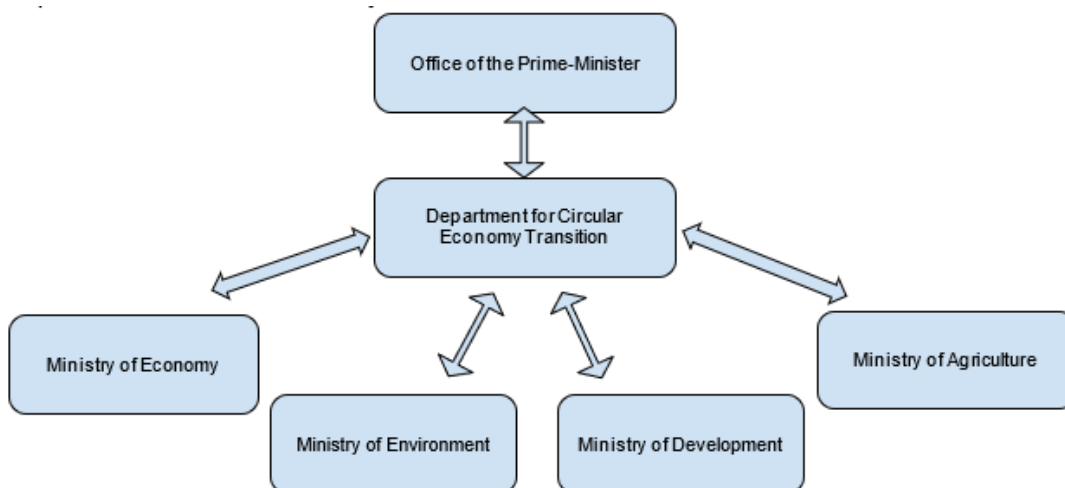 Office of the Prime-Minister
Department for Circular
Economy Transition
Ministry of Economy
Ministry of Agriculture
Ministry of Environment
Ministry of Development